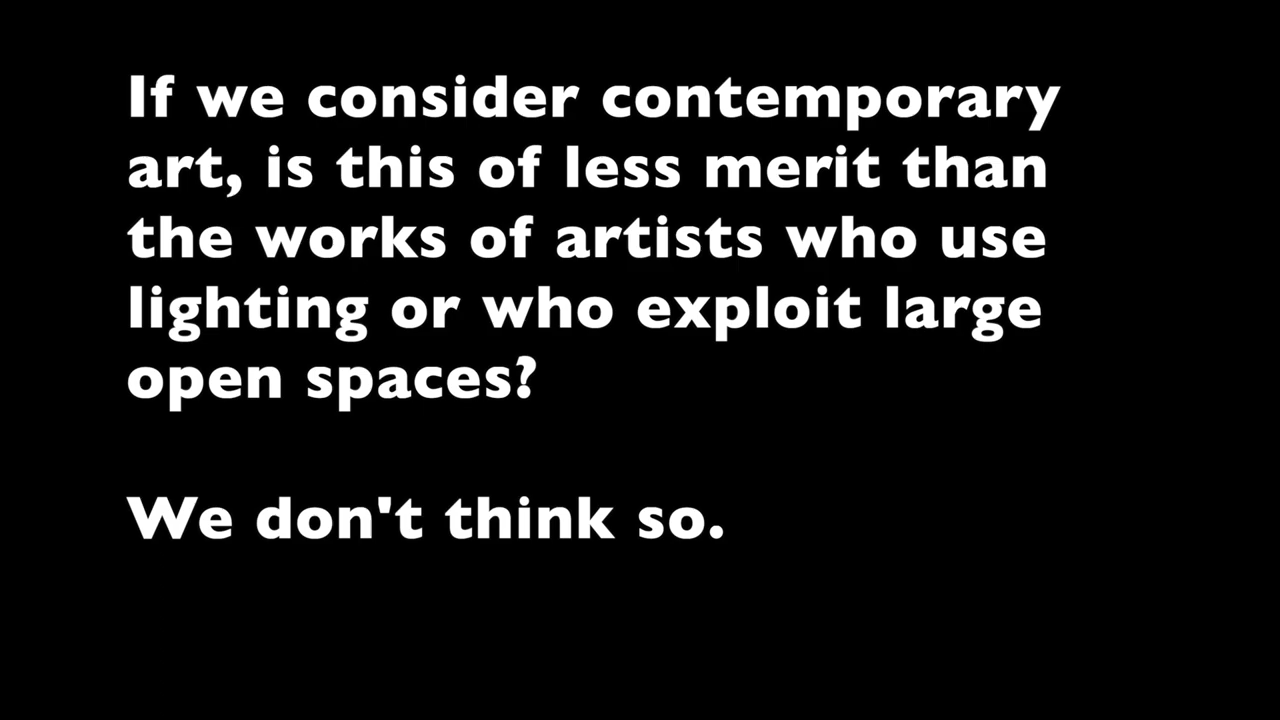 If we consider contemporary
art, is this of less merit than
the works of artists who use
lighting or who exploit large
open spaces?
We don't think so.